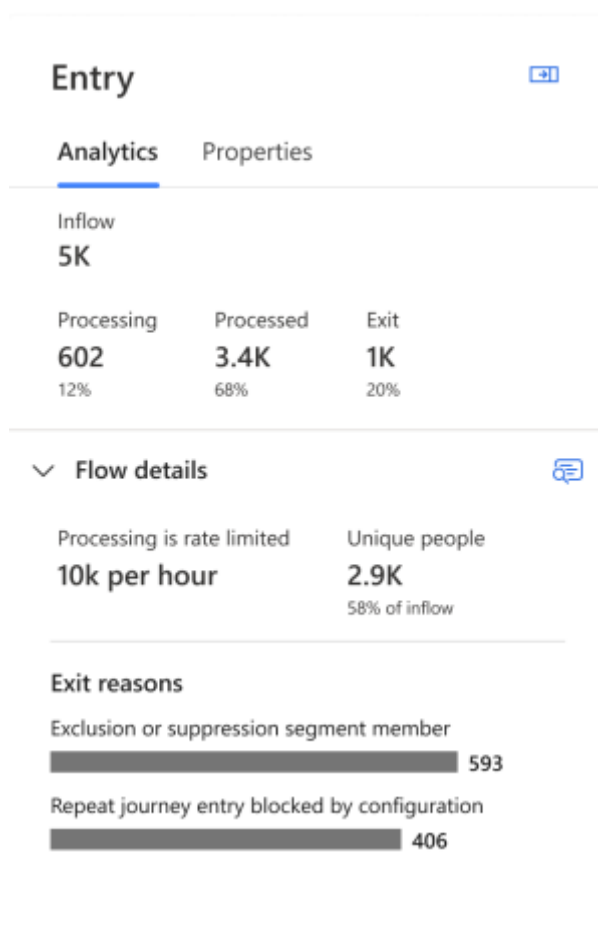 Entry
Analytics Properties
Inflow
5K
Processing Processed Exit
602 3.4K 1K
12% 68% 20%
Flow details
Processing is rate limited Unique people
10k per hour 2.9K
58% of inflow
Exit reasons
Exclusion or suppression segment member
593
Repeat journey entry blocked by configuration
406